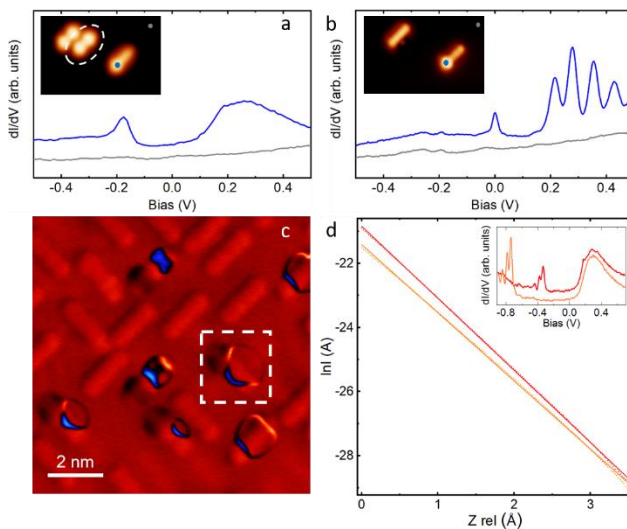 a
dI/dV (arb. units)
-0.4 -0.2 0.0 0.2 0.4
Bias (V)
b
dI/dV (arb. units)
-0.4 -0.2 0.0 0.2 0.4
Bias (V)
c
2 nm
d
lnI (A)
-22
-24
-26
-28
0 1 2 3
Z rel (Å)
dI/dV (arb. units)
-0.8 -0.4 0.0 0.4
Bias (V)